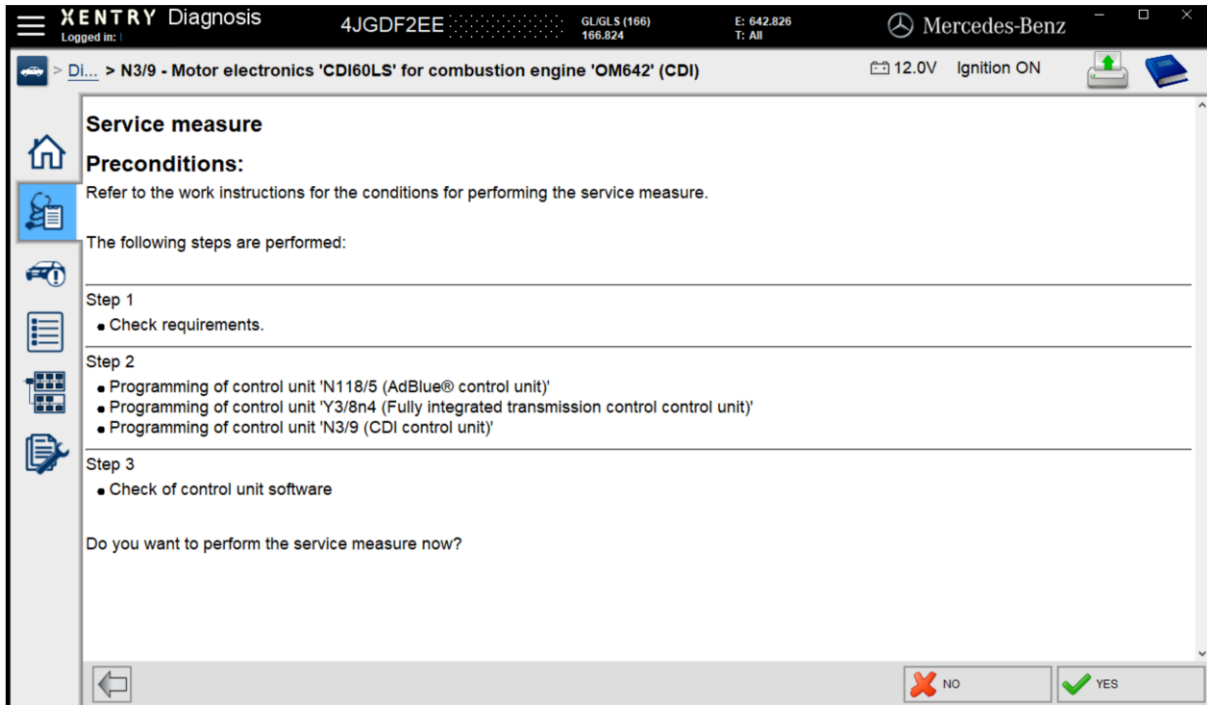 XENTRY Diagnosis
Logged in:
4JGDF2EE
GL/GLS (166)
166.824
E: 642.826
T: All
Mercedes-Benz
> Di... > N3/9 - Motor electronics 'CDI60LS' for combustion engine 'OM642' (CDI)
12.0V Ignition ON
Service measure
Preconditions:
Refer to the work instructions for the conditions for performing the service measure.
The following steps are performed:
Step 1
• Check requirements.
Step 2
• Programming of control unit 'N118/5 (AdBlue® control unit)'
• Programming of control unit 'Y3/8n4 (Fully integrated transmission control control unit)'
• Programming of control unit 'N3/9 (CDI control unit)'
Step 3
• Check of control unit software
Do you want to perform the service measure now?
NO
YES